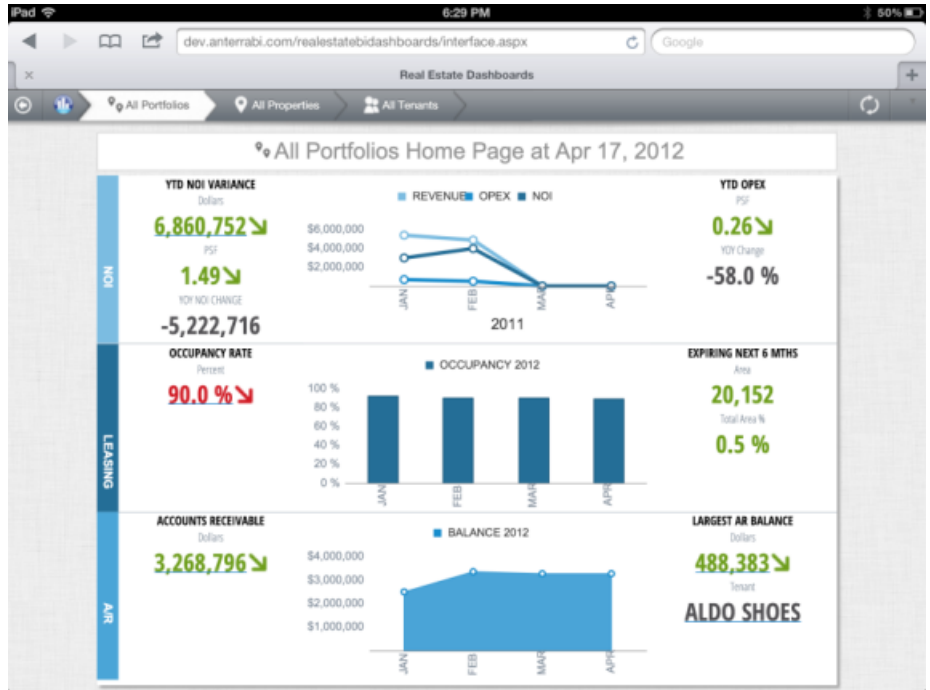 iPad
6:29 PM
50%
dev.anterrabi.com/realestatebidashboards/interface.aspx
Google
Real Estate Dashboards
All Portfolios
All Properties
All Tenants
All Portfolios Home Page at Apr 17, 2012
NOI
YTD NOI VARIANCE
Dollars
6,860,752
PSF
1.49
YOY NOI CHANGE
-5,222,716
REVENUE OPEX NOI
$6,000,000
$4,000,000
$2,000,000
JAN FEB MAR APR
2011
YTD OPEX
PSF
0.26
YOY Change
-58.0 %
LEASING
OCCUPANCY RATE
Percent
90.0 %
OCCUPANCY 2012
100 %
80 %
60 %
40 %
20 %
0 %
JAN FEB MAR APR
EXPIRING NEXT 6 MTHS
Area
20,152
Total Area %
0.5 %
A/R
ACCOUNTS RECEIVABLE
Dollars
3,268,796
BALANCE 2012
$4,000,000
$3,000,000
$2,000,000
$1,000,000
JAN FEB MAR APR
LARGEST AR BALANCE
Dollars
488,383
Tenant
ALDO SHOES